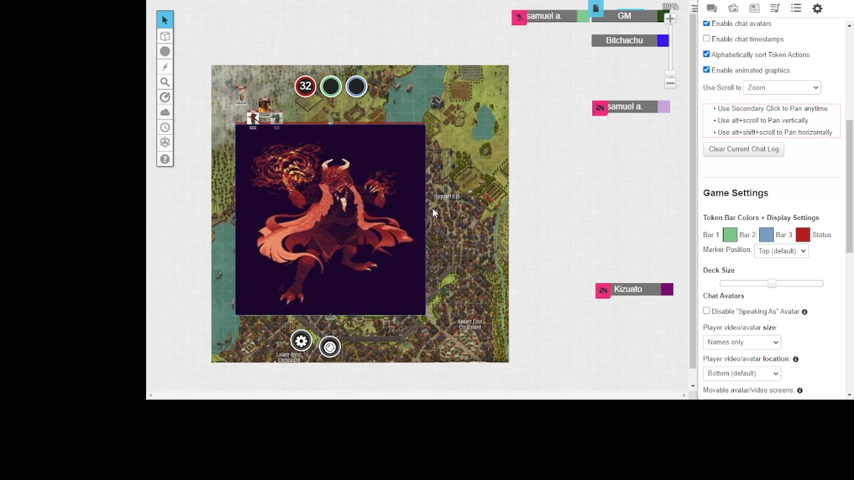 samuel a.
GM
Bitchachu
samuel a.
Kizuato
32
Enable chat avatars
Enable chat timestamps
Alphabetically sort Token Actions
Enable animated graphics
Use Scroll to
Zoom
• Use Secondary Click to Pan anytime
• Use alt+scroll to Pan vertically
• Use alt+shift+scroll to Pan horizontally
Clear Current Chat Log
Game Settings
Token Bar Colors + Display Settings
Bar 1 Bar 2 Bar 3 Status
Marker Position: Top (default)
Deck Size
Chat Avatars
Disable "Speaking As" Avatar
Player video/avatar size:
Names only
Player video/avatar location:
Bottom (default)
Movable avatar/video screens: